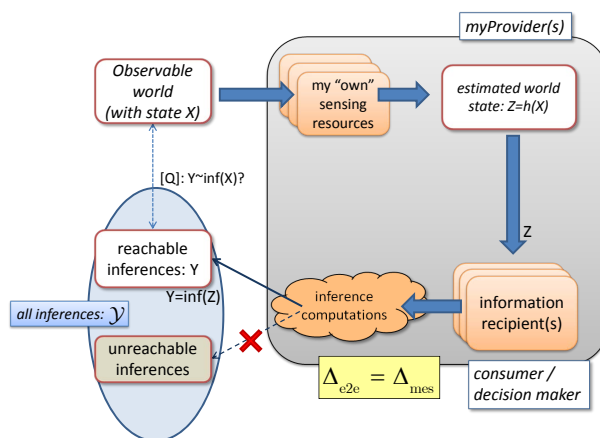 myProvider(s)
Observable
world
(with state X)
my “own”
sensing
resources
estimated world
state: Z=h(X)
[Q]: Y~inf(X)?
Z
reachable
inferences: Y
Y=inf(Z)
inference
computations
information
recipient(s)
all inferences: 𝒴
unreachable
inferences
Δe2e = Δmes
consumer /
decision maker